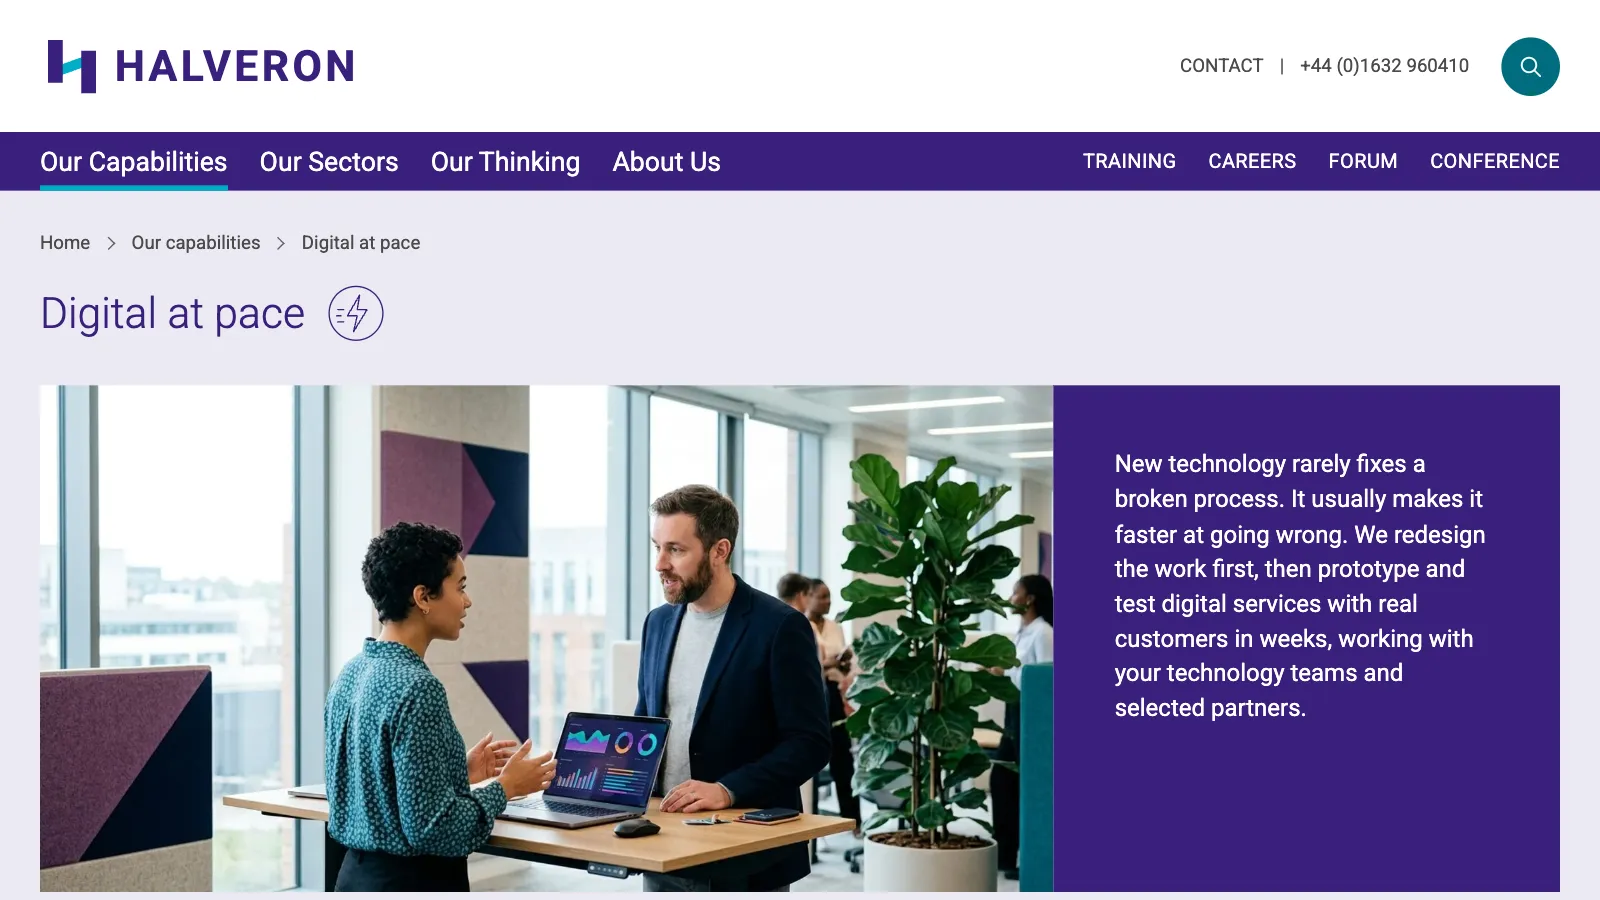 HALVERON
CONTACT | +44 (0)1632 960410
Our Capabilities Our Sectors Our Thinking About Us
TRAINING CAREERS FORUM CONFERENCE
Home > Our capabilities > Digital at pace
Digital at pace
New technology rarely fixes a
broken process. It usually makes it
faster at going wrong. We redesign
the work first, then prototype and
test digital services with real
customers in weeks, working with
your technology teams and
selected partners.